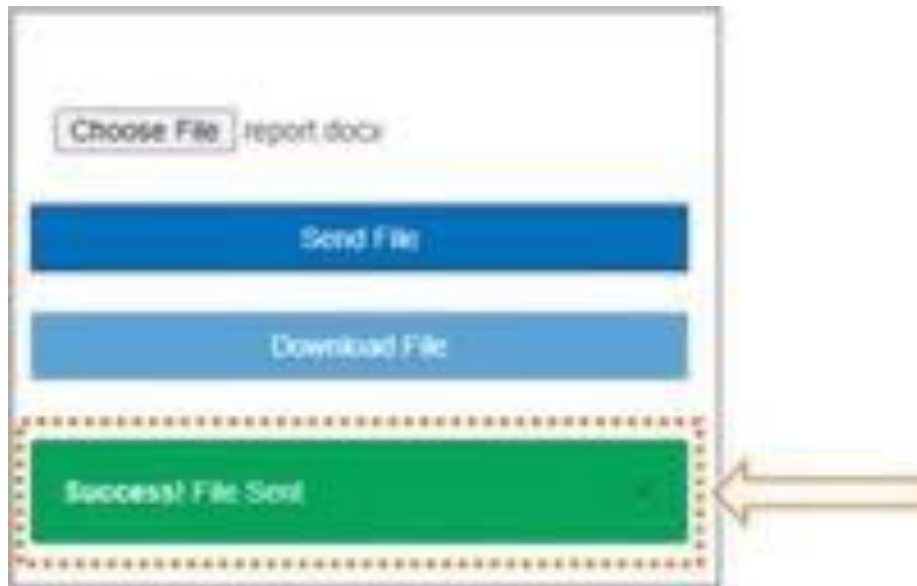 Choose File report.docx
Send File
Download File
Success! File Sent